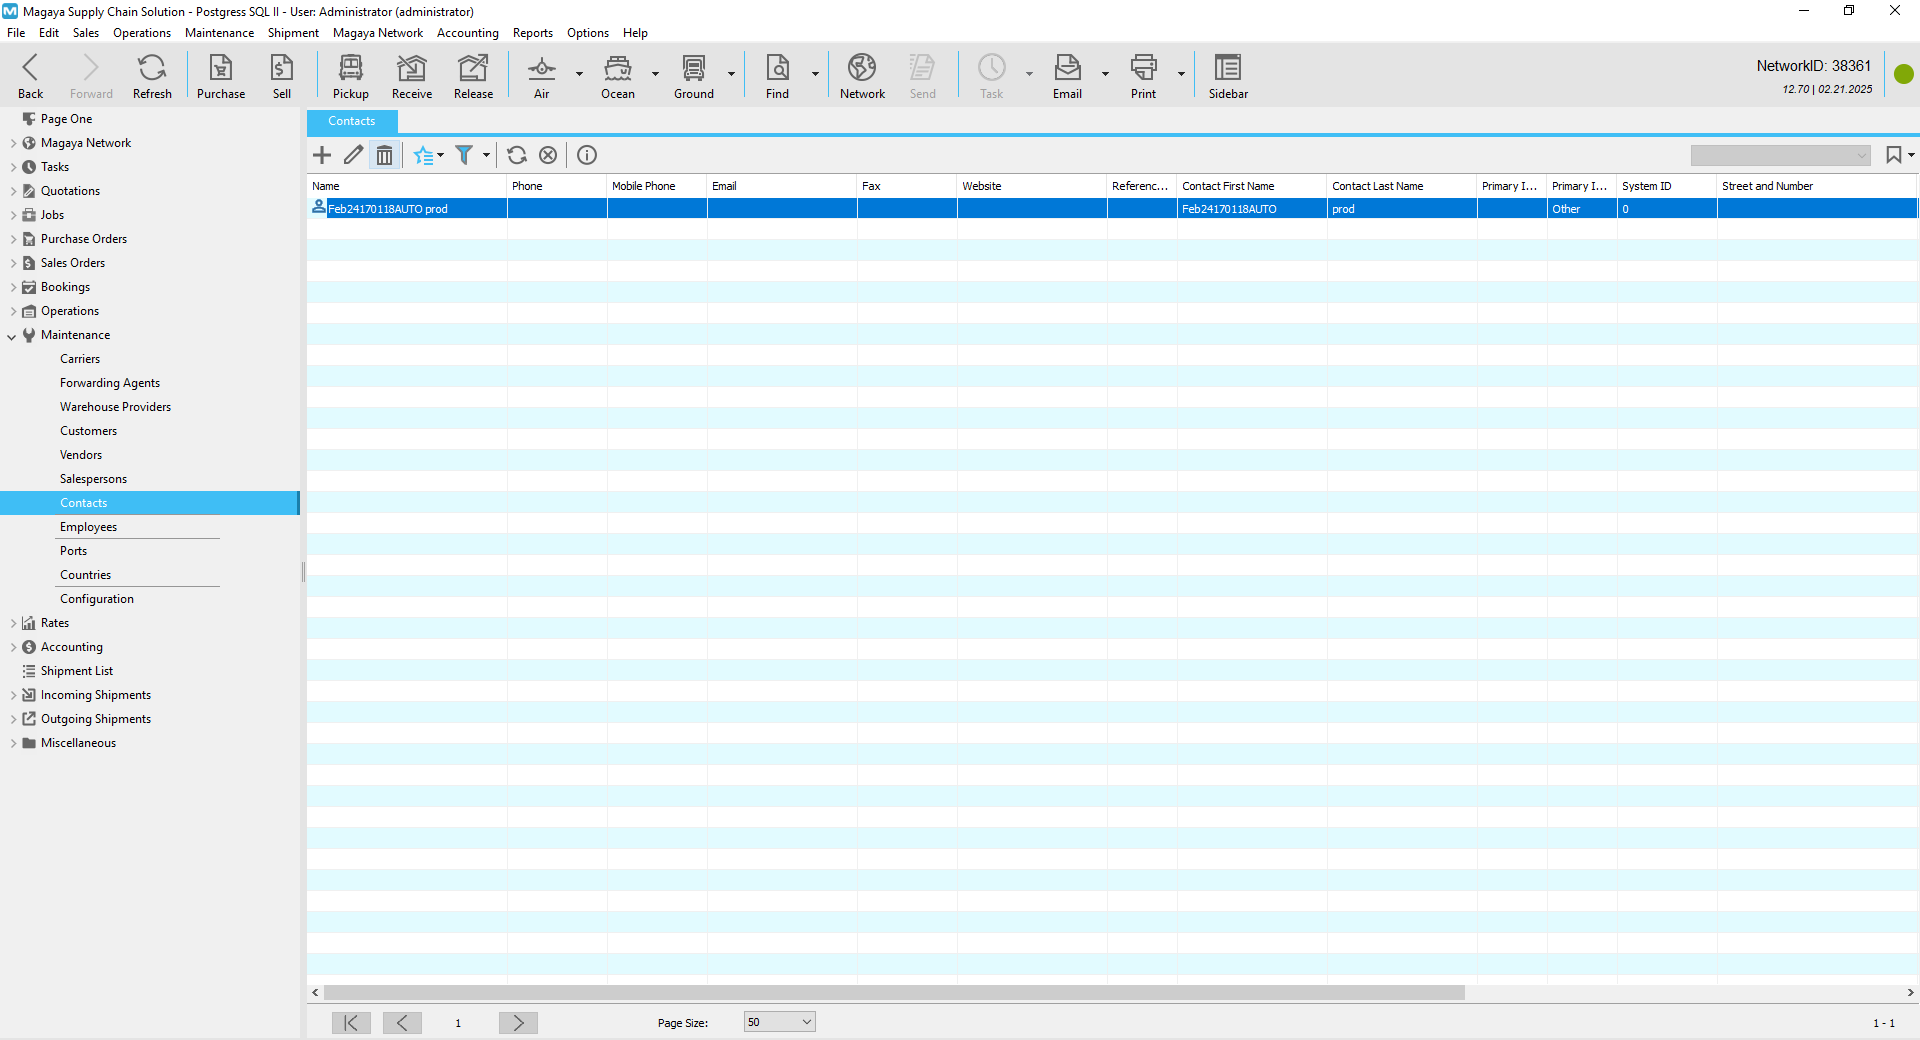 Magaya Supply Chain Solution - Postgress SQL II - User: Administrator (administrator)
File Edit Sales Operations Maintenance Shipment Magaya Network Accounting Reports Options Help
Back Forward Refresh Purchase Sell Pickup Receive Release Air Ocean Ground Find Network Send Task Email Print Sidebar
NetworkID: 38361
12.70 | 02.21.2025
Page One
Magaya Network
Tasks
Quotations
Jobs
Purchase Orders
Sales Orders
Bookings
Operations
Maintenance
Carriers
Forwarding Agents
Warehouse Providers
Customers
Vendors
Salespersons
Contacts
Employees
Ports
Countries
Configuration
Rates
Accounting
Shipment List
Incoming Shipments
Outgoing Shipments
Miscellaneous
Contacts
Name Phone Mobile Phone Email Fax Website Referenc... Contact First Name Contact Last Name Primary I... Primary I... System ID Street and Number
Feb24170118AUTO prod Feb24170118AUTO prod Other 0
1 Page Size: 50 1 - 1